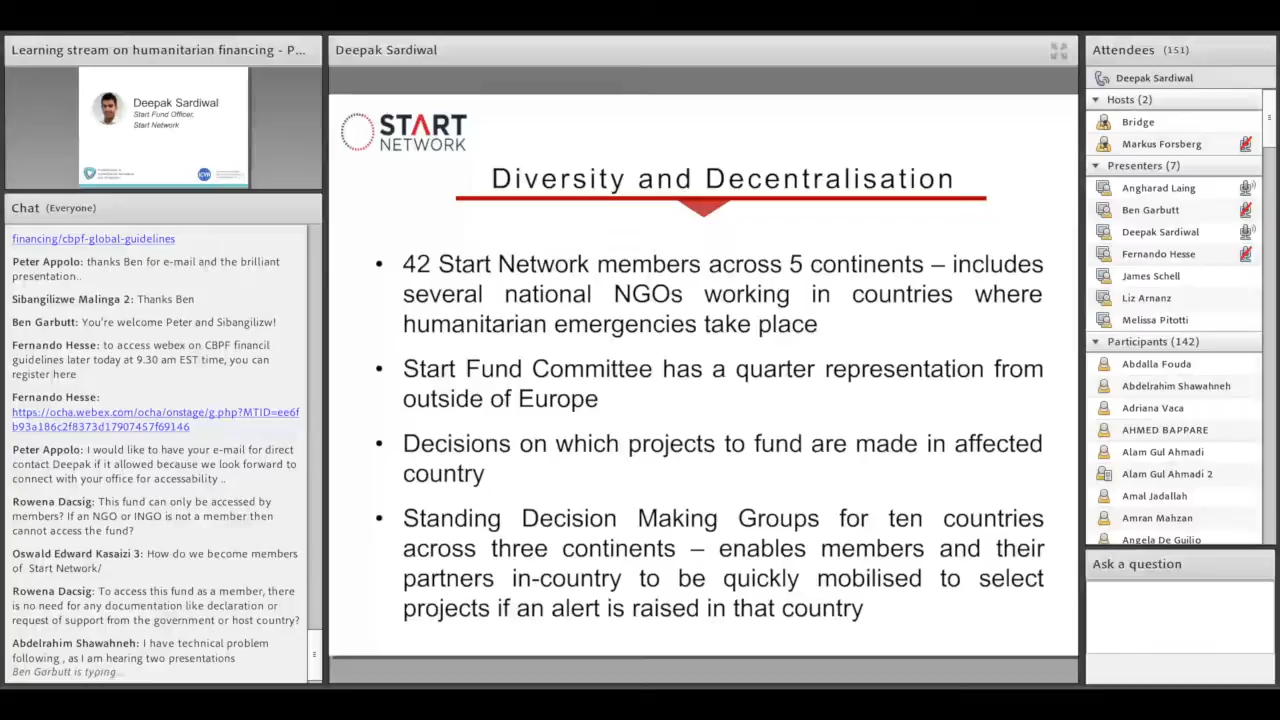 Learning stream on humanitarian financing - P...
Deepak Sardiwal
Start Fund Officer,
Start Network
Chat (Everyone)
financing/cbpf-global-guidelines
Peter Appolo: thanks Ben for e-mail and the brilliant
presentation..
Sibangilizwe Malinga 2: Thanks Ben
Ben Garbutt: You're welcome Peter and Sibangilizw!
Fernando Hesse: to access webex on CBPF financil
guidelines later today at 9.30 am EST time, you can
register here
Fernando Hesse:
https://ocha.webex.com/ocha/onstage/g.php?MTID=ee6f
b93a186c2f8373d17907457f69146
Peter Appolo: I would like to have your e-mail for direct
contact Deepak if it allowed because we look forward to
connect with your office for accessability ..
Rowena Dacsig: This fund can only be accessed by
members? If an NGO or INGO is not a member then
cannot access the fund?
Oswald Edward Kasaizi 3: How do we become members
of Start Network/
Rowena Dacsig: To access this fund as a member, there
is no need for any documentation like declaration or
request of support from the government or host country?
Abdelrahim Shawahneh: I have technical problem
following , as I am hearing two presentations
Ben Garbutt is typing...
Deepak Sardiwal
START
NETWORK
Diversity and Decentralisation
• 42 Start Network members across 5 continents – includes
several national NGOs working in countries where
humanitarian emergencies take place
• Start Fund Committee has a quarter representation from
outside of Europe
• Decisions on which projects to fund are made in affected
country
• Standing Decision Making Groups for ten countries
across three continents – enables members and their
partners in-country to be quickly mobilised to select
projects if an alert is raised in that country
Attendees (151)
Deepak Sardiwal
Hosts (2)
Bridge
Markus Forsberg
Presenters (7)
Angharad Laing
Ben Garbutt
Deepak Sardiwal
Fernando Hesse
James Schell
Liz Arnanz
Melissa Pitotti
Participants (142)
Abdalla Fouda
Abdelrahim Shawahneh
Adriana Vaca
AHMED BAPPARE
Alam Gul Ahmadi
Alam Gul Ahmadi 2
Amal Jadallah
Amran Mahzan
Angela De Guilio
Ask a question